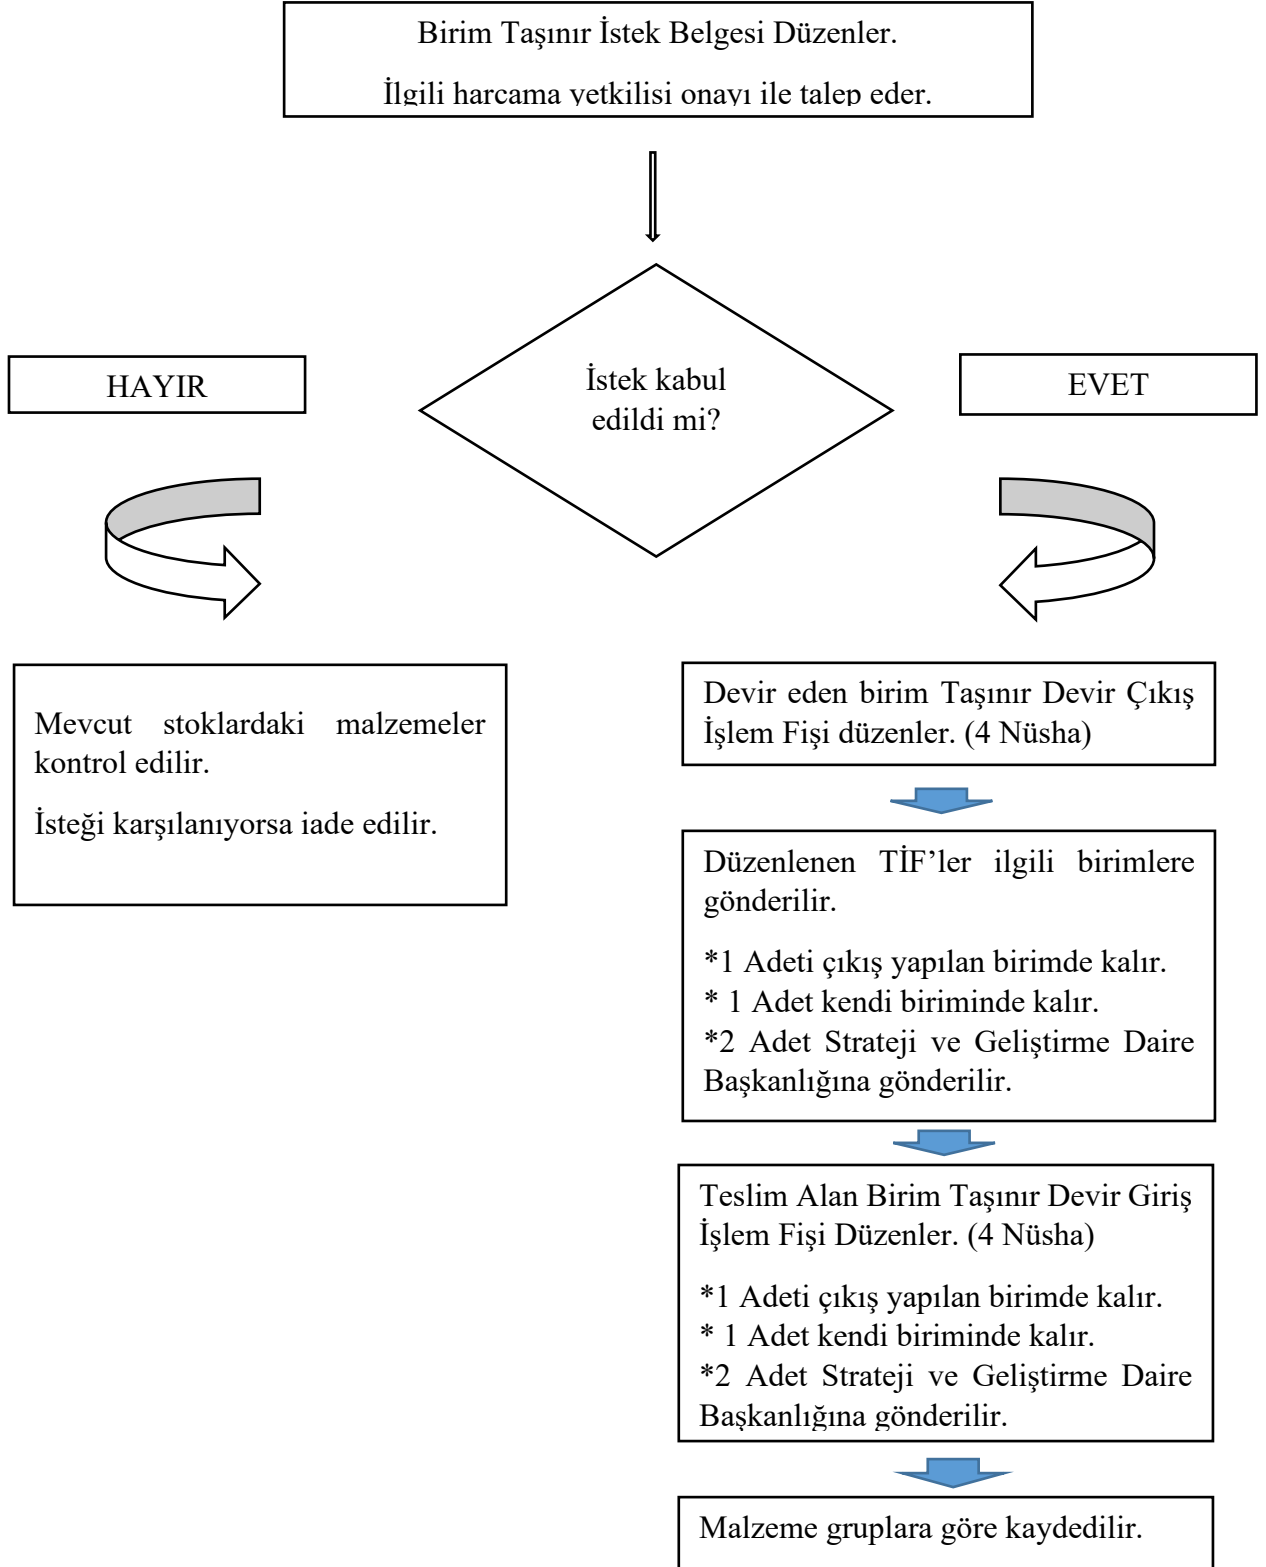 Birim Taşınır İstek Belgesi Düzenler.
İlgili harcama yetkilisi onayı ile talep eder.
İstek kabul
edildi mi?
HAYIR
EVET
Mevcut stoklardaki malzemeler
kontrol edilir.
İsteği karşılanıyorsa iade edilir.
Devir eden birim Taşınır Devir Çıkış
İşlem Fişi düzenler. (4 Nüsha)
Düzenlenen TİF’ler ilgili birimlere
gönderilir.
*1 Adeti çıkış yapılan birimde kalır.
* 1 Adet kendi biriminde kalır.
*2 Adet Strateji ve Geliştirme Daire
Başkanlığına gönderilir.
Teslim Alan Birim Taşınır Devir Giriş
İşlem Fişi Düzenler. (4 Nüsha)
*1 Adeti çıkış yapılan birimde kalır.
* 1 Adet kendi biriminde kalır.
*2 Adet Strateji ve Geliştirme Daire
Başkanlığına gönderilir.
Malzeme gruplara göre kaydedilir.